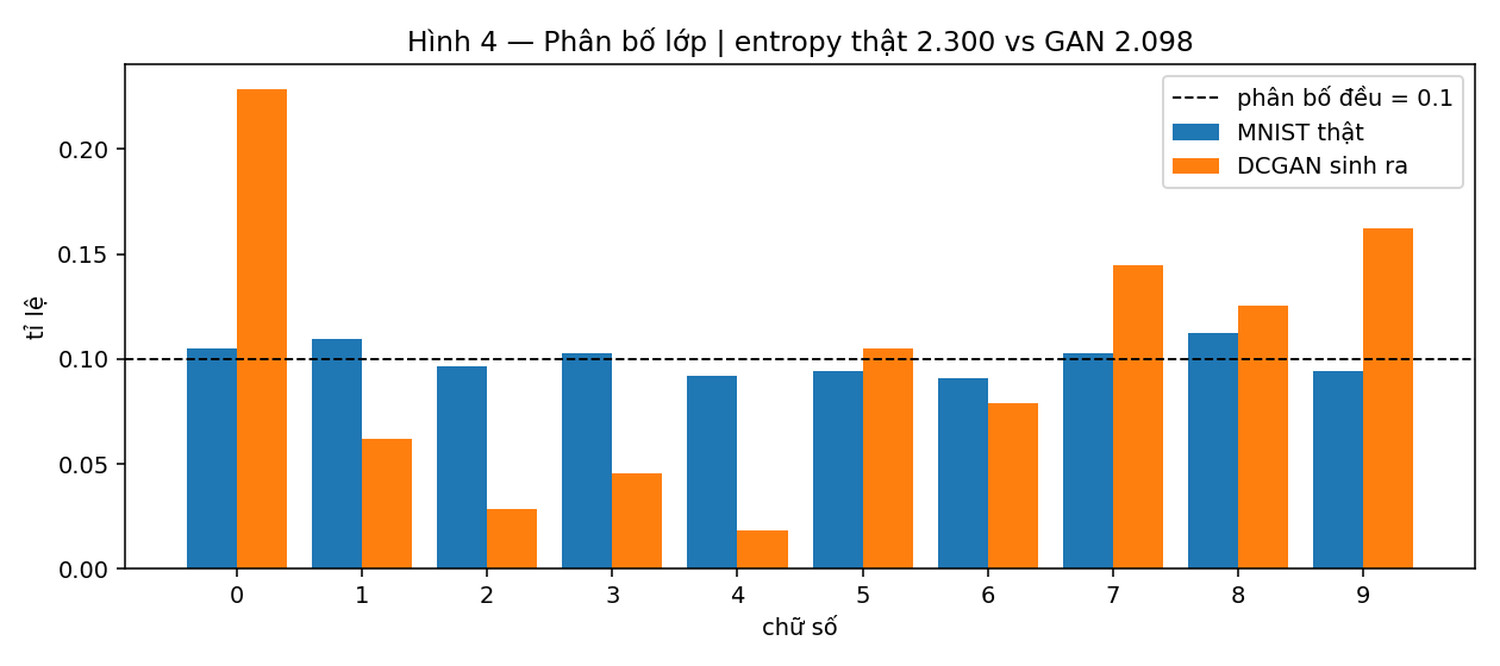 Hình 4 — Phân bố lớp | entropy thật 2.300 vs GAN 2.098
phân bố đều = 0.1
MNIST thật
DCGAN sinh ra
tỉ lệ
0.20
0.15
0.10
0.05
0.00
0 1 2 3 4 5 6 7 8 9
chữ số